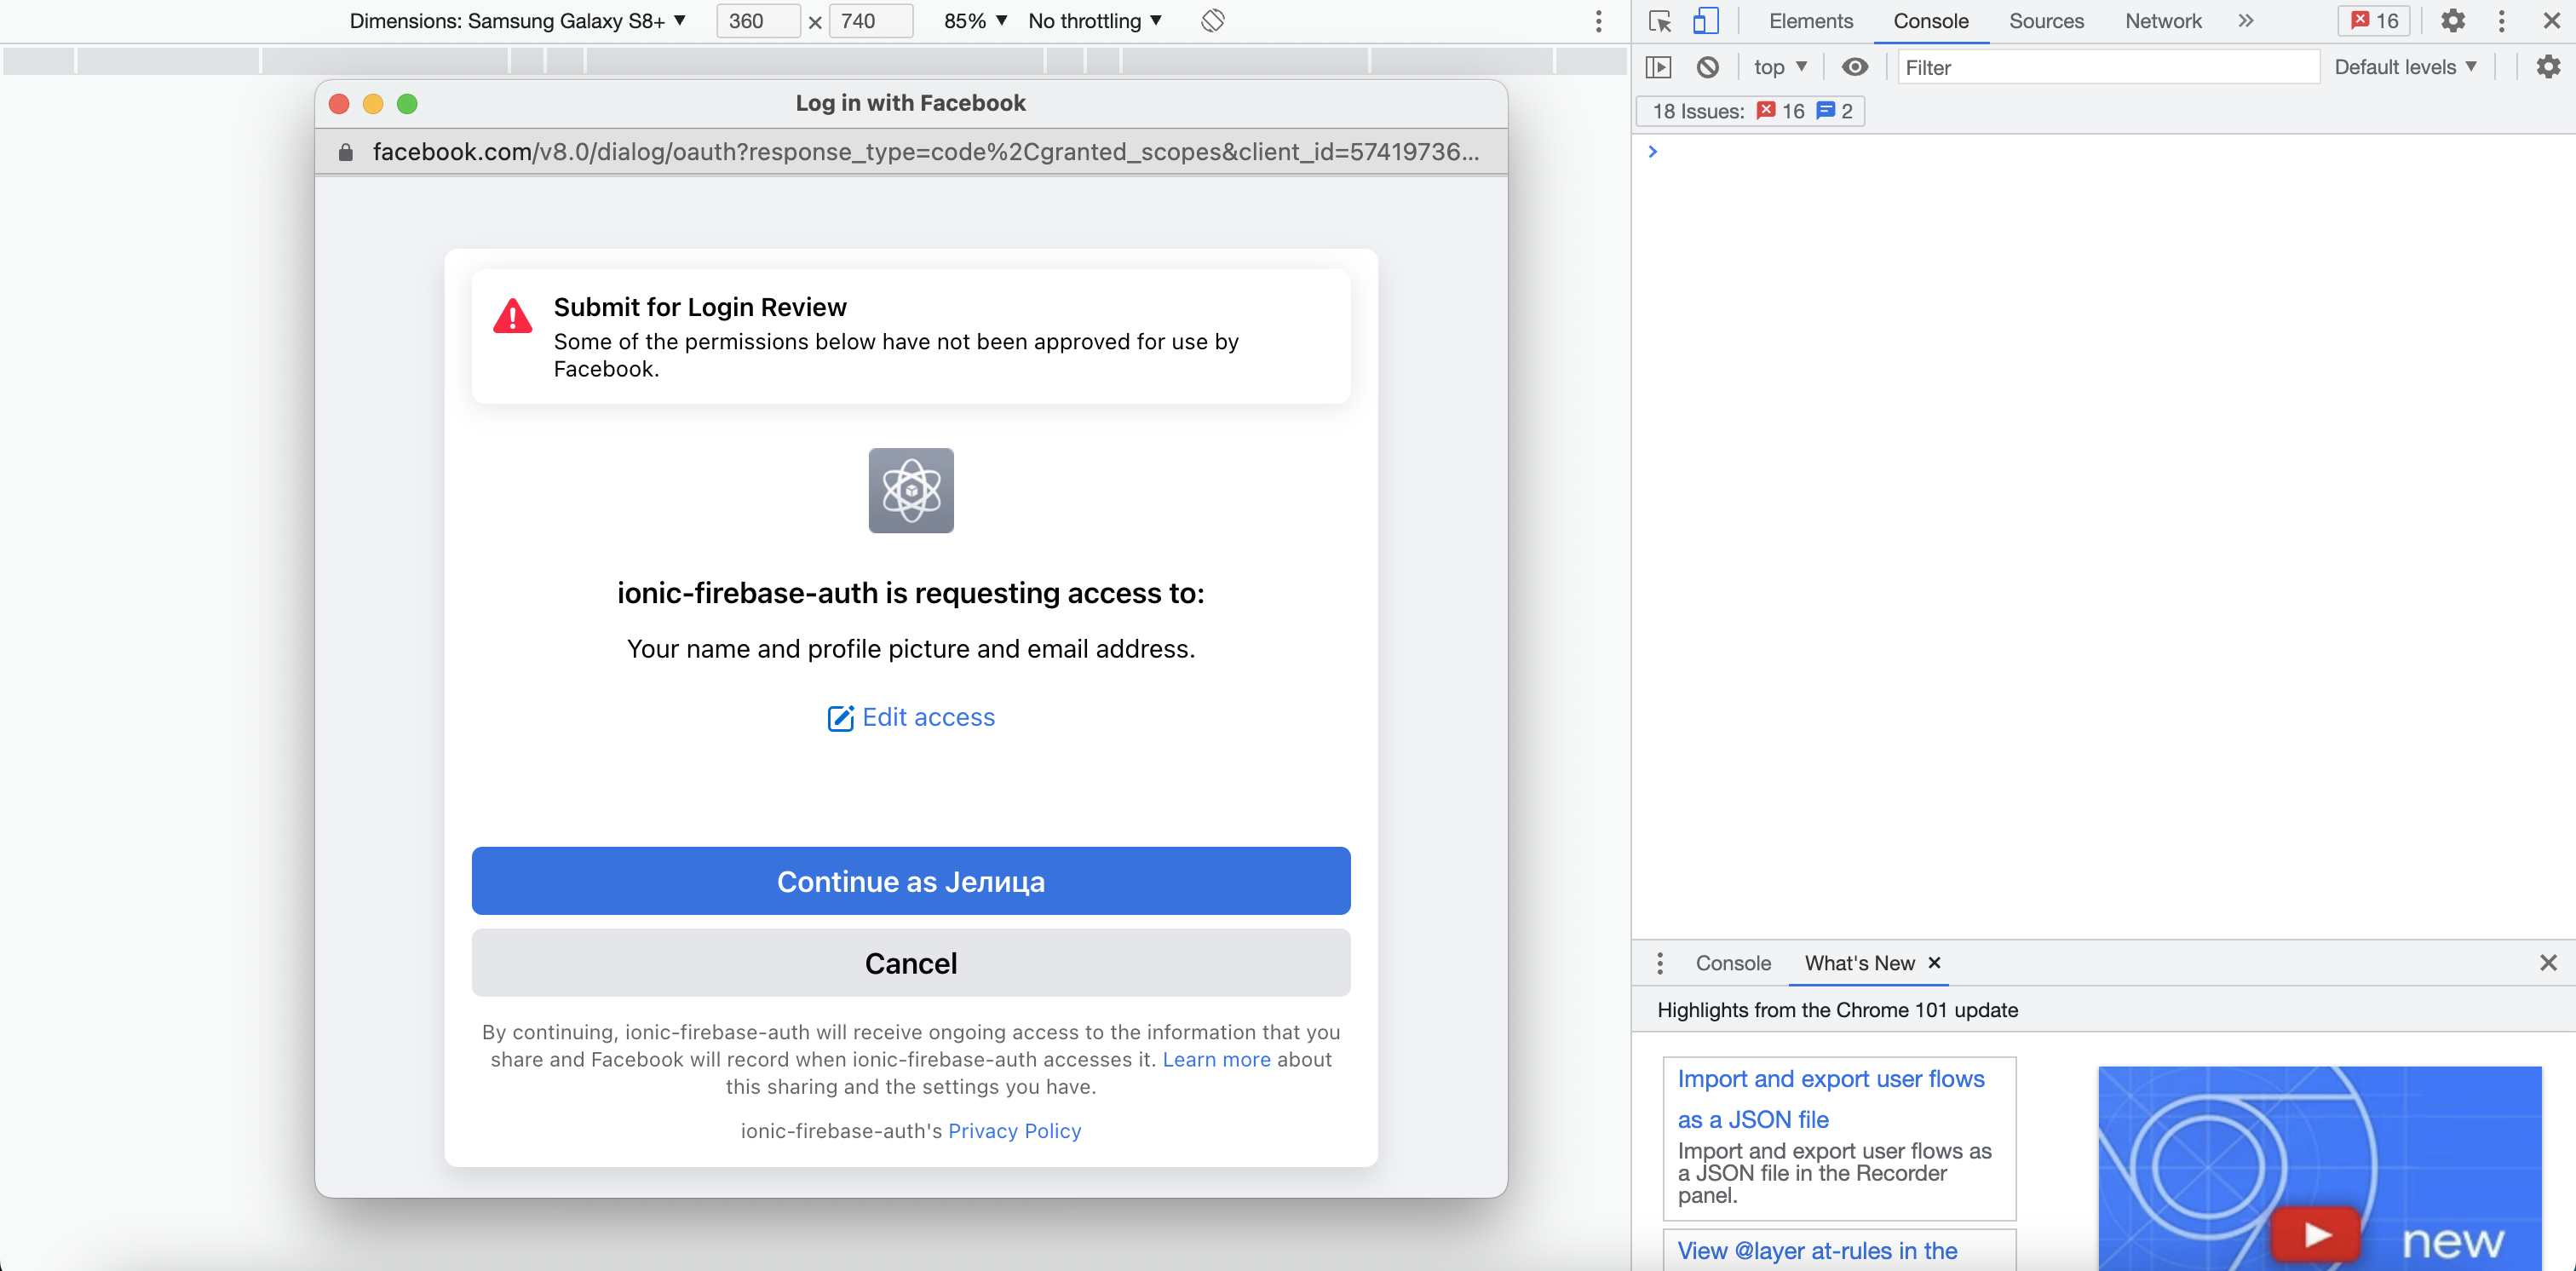 Dimensions: Samsung Galaxy S8+ ▼ 360 × 740 85% ▼ No throttling ▼
Log in with Facebook
facebook.com/v8.0/dialog/oauth?response_type=code%2Cgranted_scopes&client_id=57419736...
Submit for Login Review
Some of the permissions below have not been approved for use by
Facebook.
ionic-firebase-auth is requesting access to:
Your name and profile picture and email address.
Edit access
Continue as Јелица
Cancel
By continuing, ionic-firebase-auth will receive ongoing access to the information that you
share and Facebook will record when ionic-firebase-auth accesses it. Learn more about
this sharing and the settings you have.
ionic-firebase-auth's Privacy Policy
Elements Console Sources Network » 16
top ▼ Filter Default levels ▼
18 Issues: 16 2
Console What's New ×
Highlights from the Chrome 101 update
Import and export user flows
as a JSON file
Import and export user flows as
a JSON file in the Recorder
panel.
View @layer at-rules in the
new